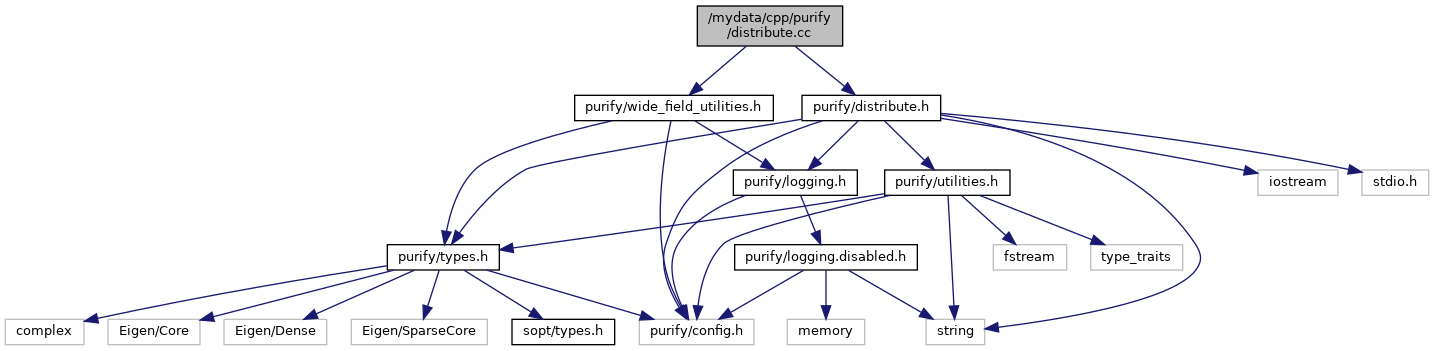 /mydata/cpp/purify
/distribute.cc
purify/wide_field_utilities.h
purify/distribute.h
purify/logging.h
purify/utilities.h
iostream
stdio.h
purify/types.h
purify/logging.disabled.h
fstream
type_traits
complex
Eigen/Core
Eigen/Dense
Eigen/SparseCore
sopt/types.h
purify/config.h
memory
string